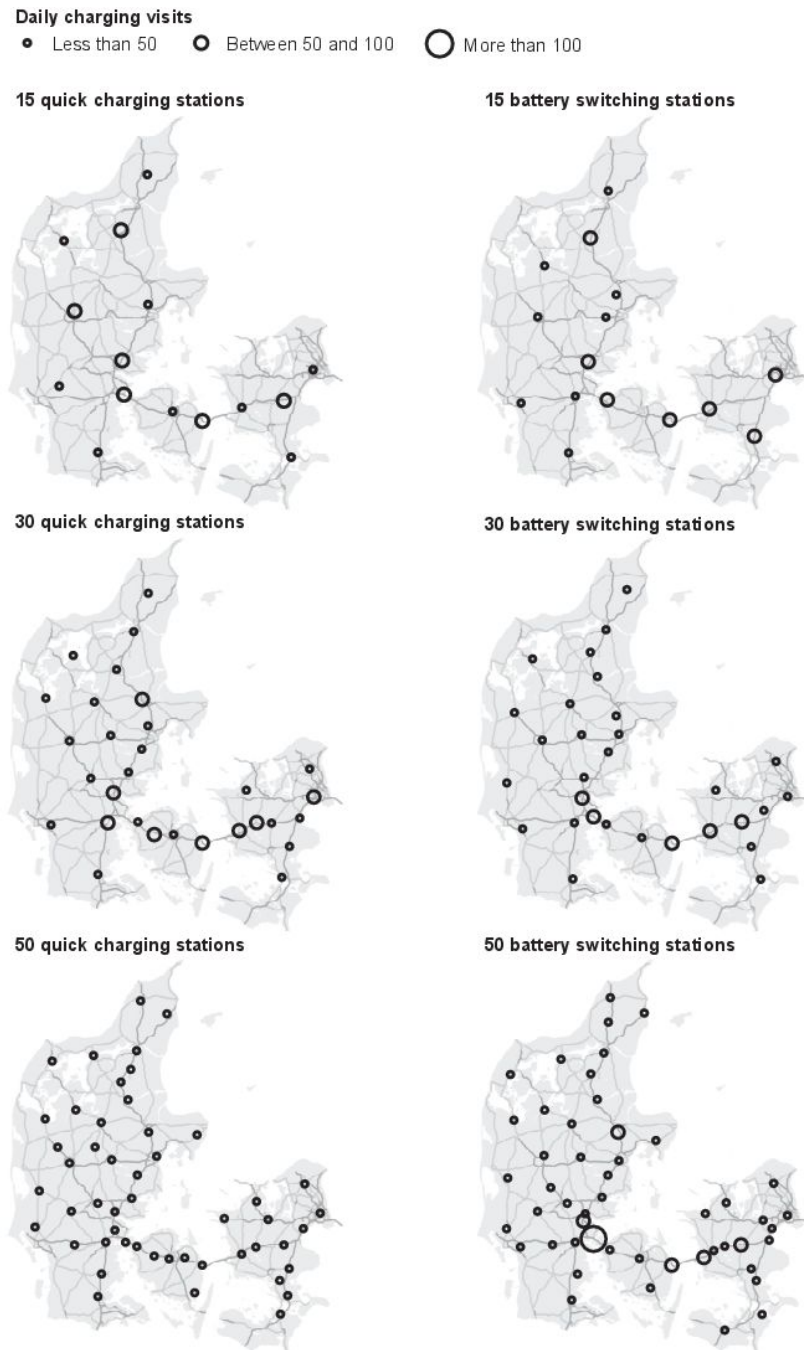 Daily charging visits
Less than 50 Between 50 and 100 More than 100
15 quick charging stations 15 battery switching stations
30 quick charging stations 30 battery switching stations
50 quick charging stations 50 battery switching stations